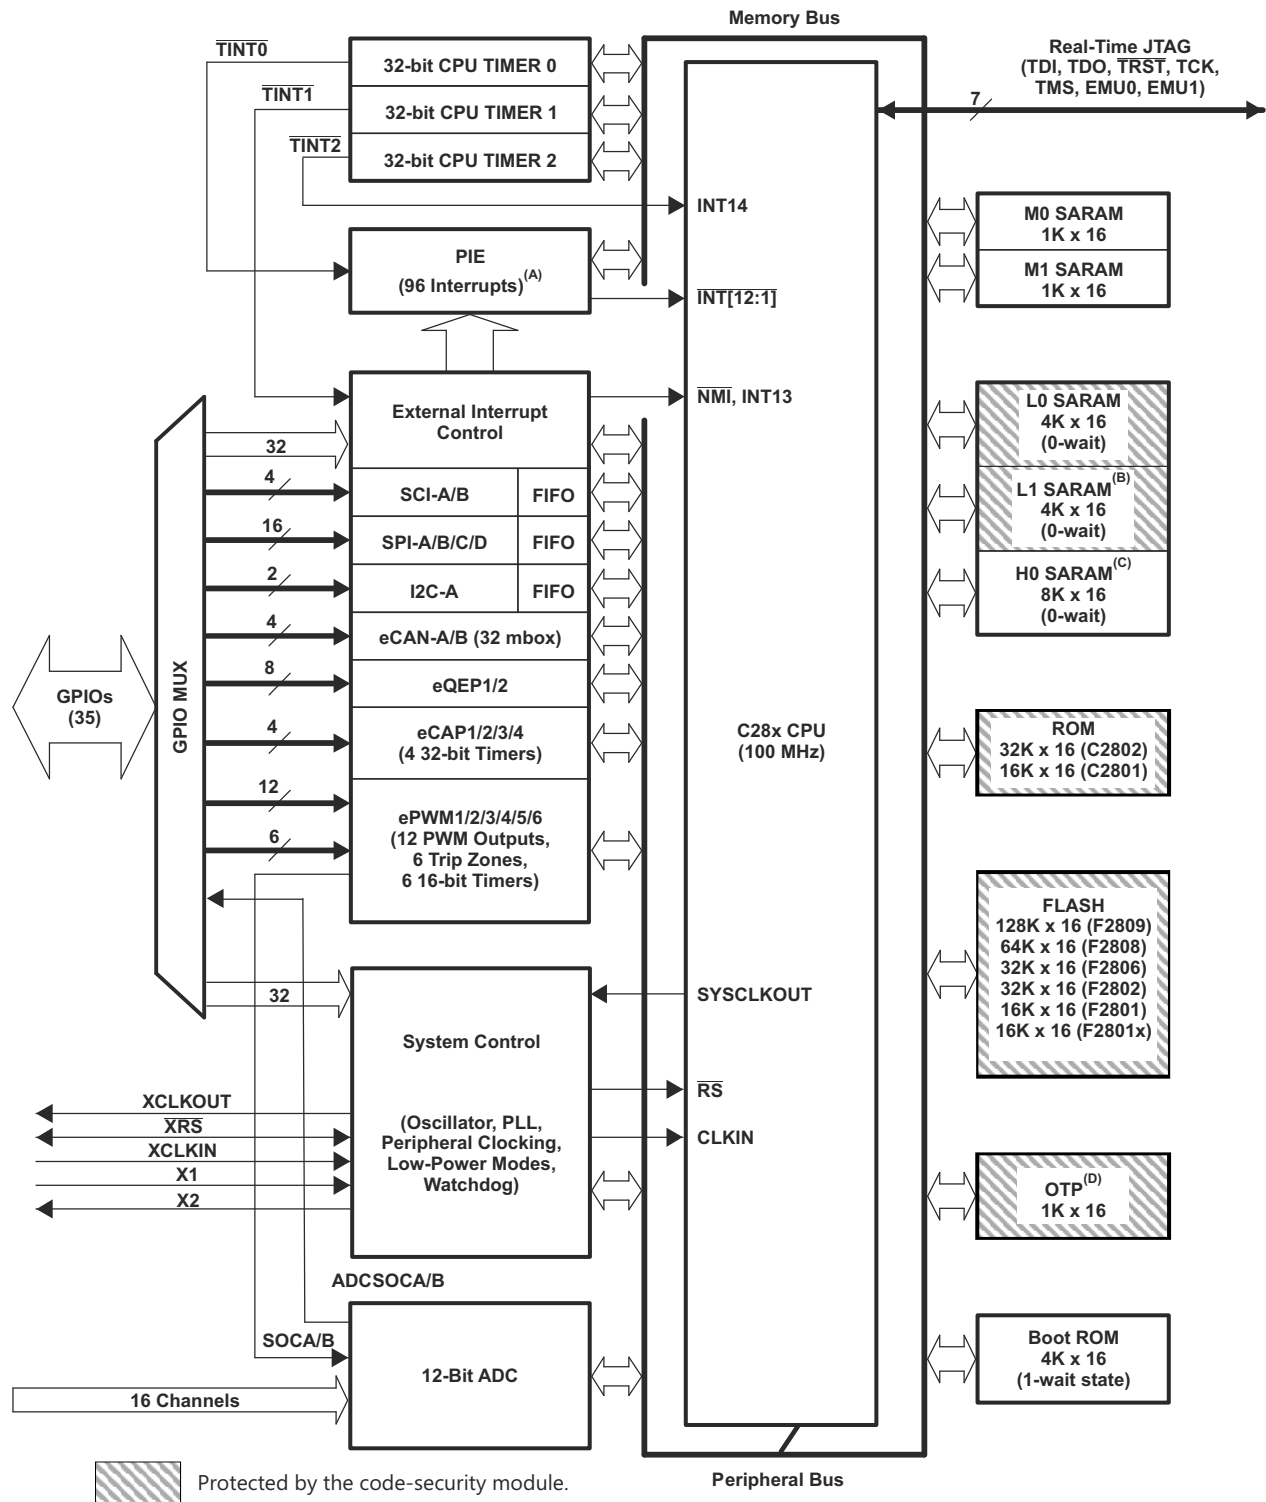 Memory Bus
TINT0
32-bit CPU TIMER 0
TINT1
32-bit CPU TIMER 1
TINT2
32-bit CPU TIMER 2
Real-Time JTAG
(TDI, TDO, TRST, TCK,
TMS, EMU0, EMU1)
7
INT14
PIE
(96 Interrupts)(A)
INT[12:1]
M0 SARAM
1K x 16
M1 SARAM
1K x 16
External Interrupt
Control
NMI, INT13
32
4
SCI-A/B
FIFO
16
SPI-A/B/C/D
FIFO
2
I2C-A
FIFO
4
eCAN-A/B (32 mbox)
8
eQEP1/2
4
eCAP1/2/3/4
(4 32-bit Timers)
12
6
ePWM1/2/3/4/5/6
(12 PWM Outputs,
6 Trip Zones,
6 16-bit Timers)
GPIOs
(35)
GPIO MUX
C28x CPU
(100 MHz)
L0 SARAM
4K x 16
(0-wait)
L1 SARAM(B)
4K x 16
(0-wait)
H0 SARAM(C)
8K x 16
(0-wait)
ROM
32K x 16 (C2802)
16K x 16 (C2801)
FLASH
128K x 16 (F2809)
64K x 16 (F2808)
32K x 16 (F2806)
32K x 16 (F2802)
16K x 16 (F2801)
16K x 16 (F2801x)
32
SYSCLKOUT
System Control
(Oscillator, PLL,
Peripheral Clocking,
Low-Power Modes,
Watchdog)
RS
CLKIN
XCLKOUT
XRS
XCLKIN
X1
X2
OTP(D)
1K x 16
ADCSOCA/B
SOCA/B
12-Bit ADC
16 Channels
Boot ROM
4K x 16
(1-wait state)
Peripheral Bus
Protected by the code-security module.